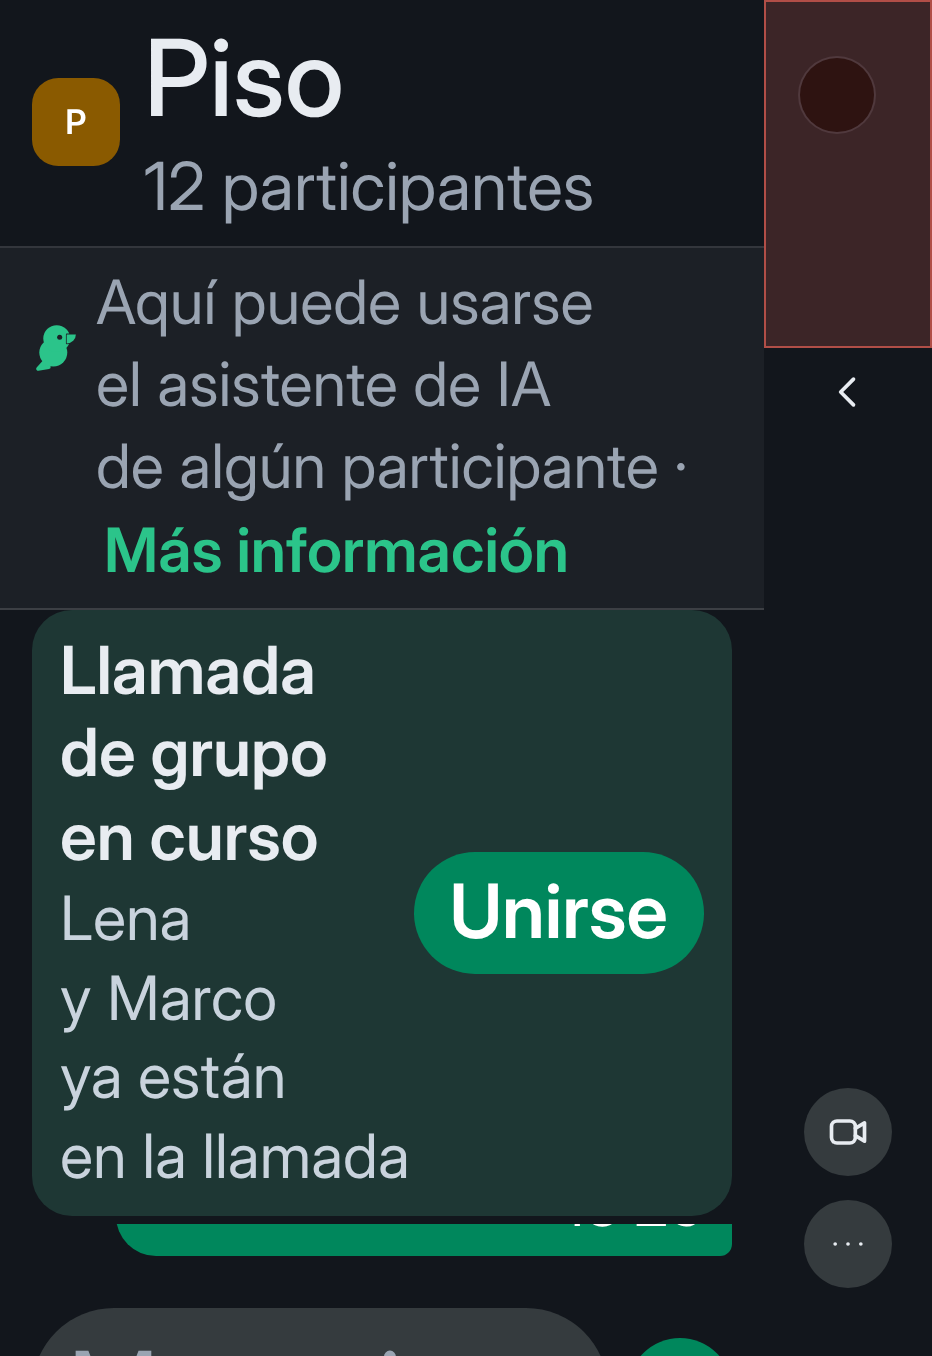 P
Piso
12 participantes
Aquí puede usarse
el asistente de IA
de algún participante ·
Más información
Llamada
de grupo
en curso
Lena
y Marco
ya están
en la llamada
Unirse